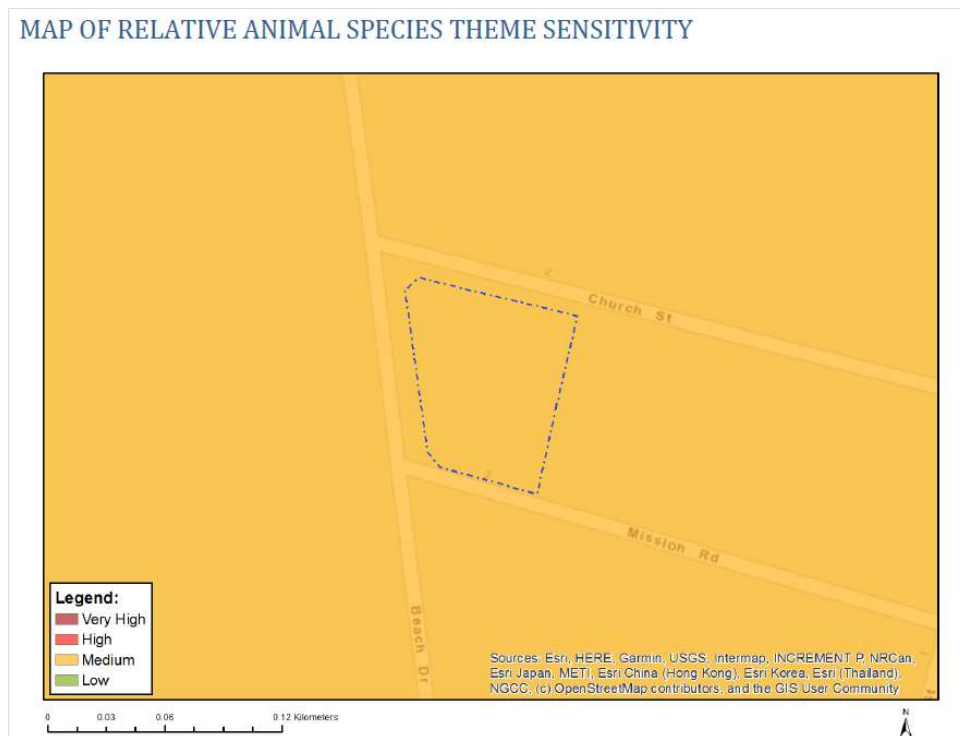 MAP OF RELATIVE ANIMAL SPECIES THEME SENSITIVITY
2
Church St
2
Mission Rd
Beach Dr
Legend:
Very High
High
Medium
Low
Sources: Esri, HERE, Garmin, USGS, Intermap, INCREMENT P, NRCan,
Esri Japan, METI, Esri China (Hong Kong), Esri Korea, Esri (Thailand),
NGCC, (c) OpenStreetMap contributors, and the GIS User Community
0 0.03 0.06 0.12 Kilometers
N